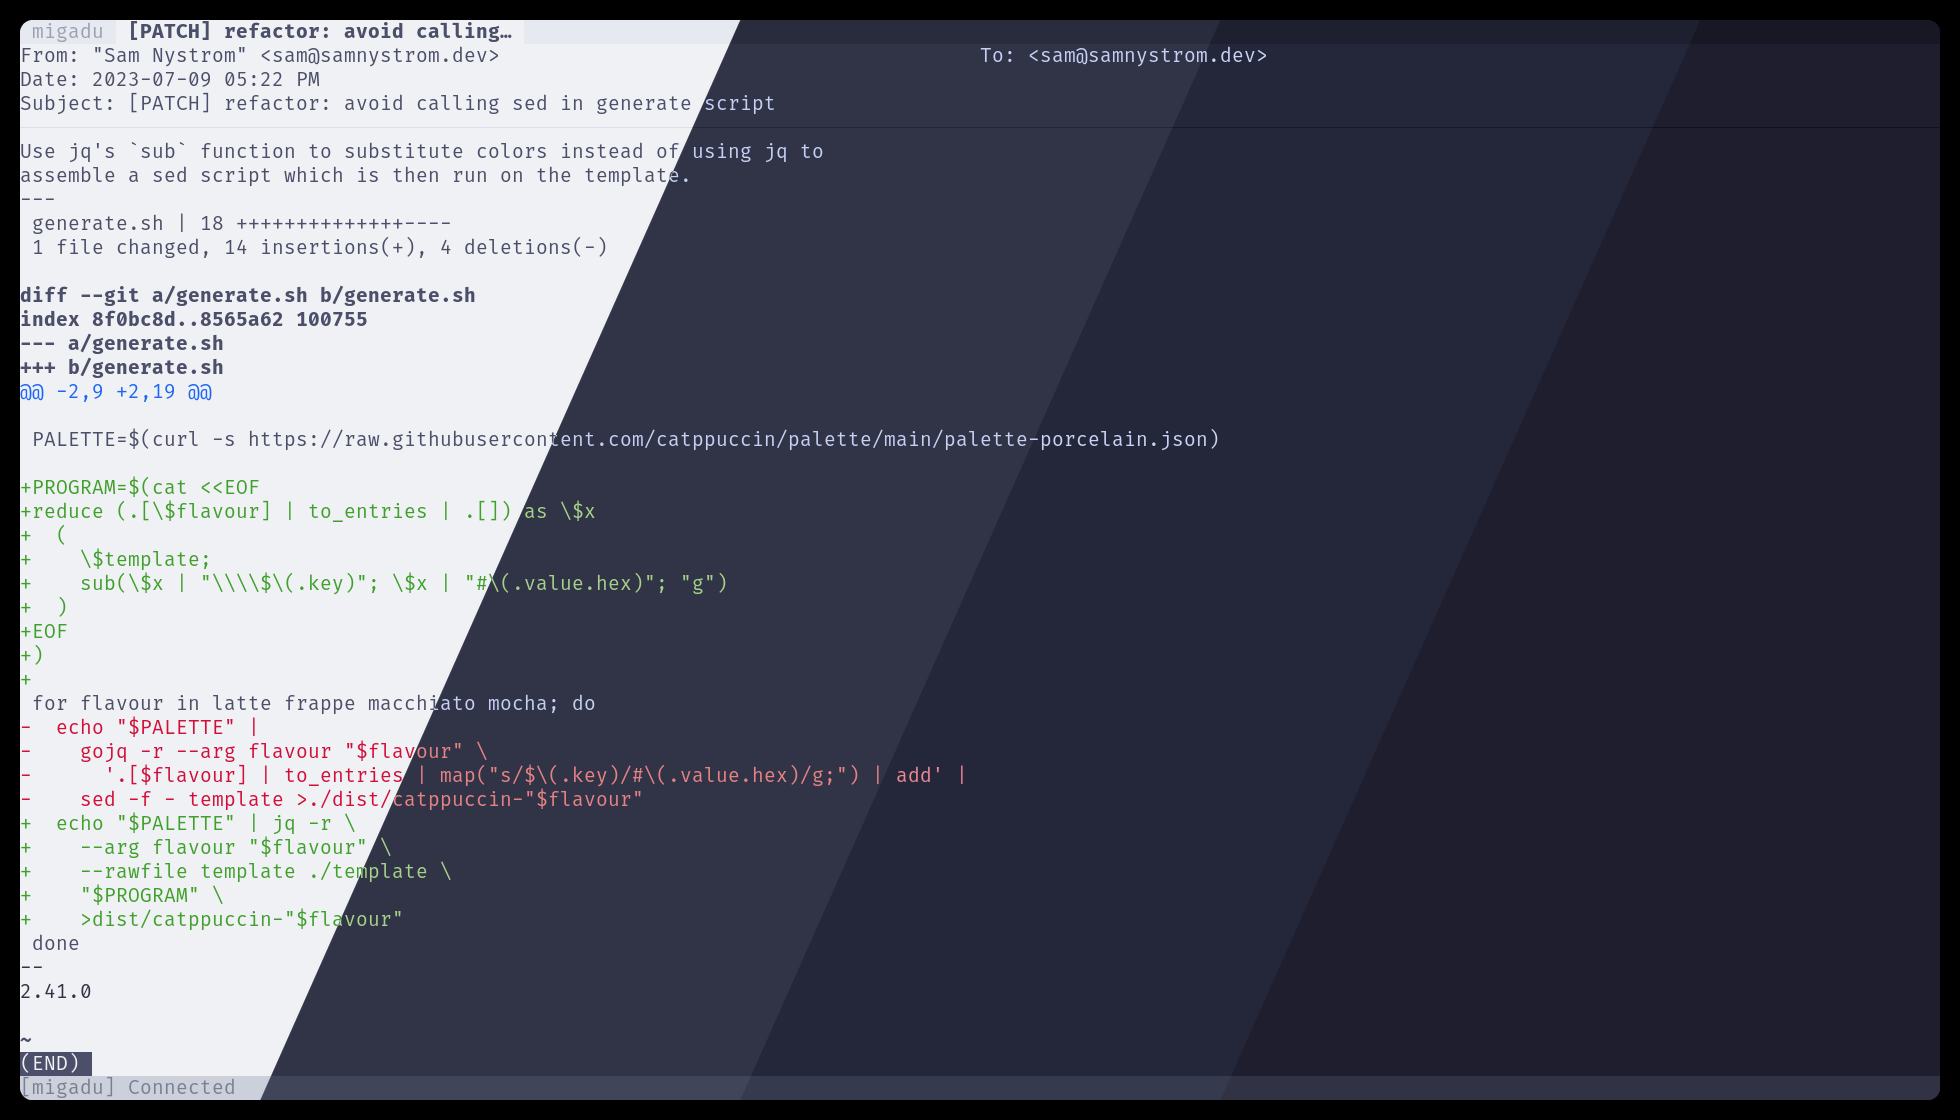 migadu  [PATCH] refactor: avoid calling…
From: "Sam Nystrom" <sam@samnystrom.dev> To: <sam@samnystrom.dev>
Date: 2023-07-09 05:22 PM
Subject: [PATCH] refactor: avoid calling sed in generate script
Use jq's `sub` function to substitute colors instead of using jq to
assemble a sed script which is then run on the template.
---
 generate.sh | 18 ++++++++++++++----
 1 file changed, 14 insertions(+), 4 deletions(-)
diff --git a/generate.sh b/generate.sh
index 8f0bc8d..8565a62 100755
--- a/generate.sh
+++ b/generate.sh
@@ -2,9 +2,19 @@
 PALETTE=$(curl -s https://raw.githubusercontent.com/catppuccin/palette/main/palette-porcelain.json)
+PROGRAM=$(cat <<EOF
+reduce (.[\$flavour] | to_entries | .[]) as \$x
+  (
+    \$template;
+    sub(\$x | "\\\\$\(.key)"; \$x | "#\(.value.hex)"; "g")
+  )
+EOF
+)
+
 for flavour in latte frappe macchiato mocha; do
-  echo "$PALETTE" |
-    gojq -r --arg flavour "$flavour" \
-      '.[$flavour] | to_entries | map("s/$\(.key)/#\(.value.hex)/g;") | add' |
-    sed -f - template >./dist/catppuccin-"$flavour"
+  echo "$PALETTE" | jq -r \
+    --arg flavour "$flavour" \
+    --rawfile template ./template \
+    "$PROGRAM" \
+    >dist/catppuccin-"$flavour"
 done
--
2.41.0
~
(END)
[migadu] Connected